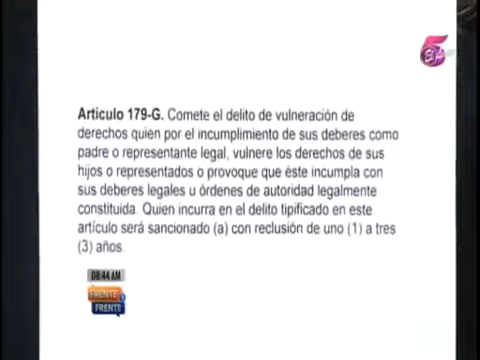 5
El
Artículo 179-G. Comete el delito de vulneración de
derechos quien por el incumplimiento de sus deberes como
padre o representante legal, vulnere los derechos de sus
hijos o representados o provoque que éste incumpla con
sus deberes legales u órdenes de autoridad legalmente
constituida. Quien incurra en el delito tipificado en este
artículo será sancionado (a) con reclusión de uno (1) a tres
(3) años.
08:44 AM
FRENTE
FRENTE